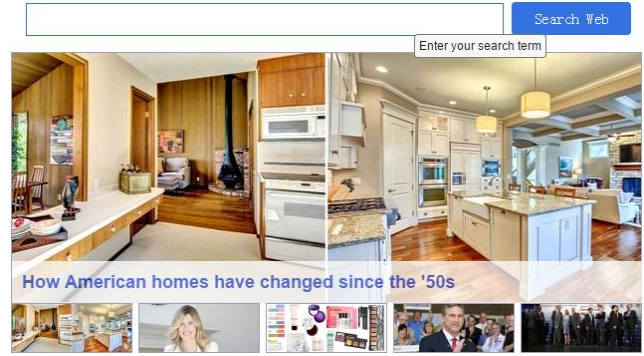 Search Web
Enter your search term
How American homes have changed since the '50s